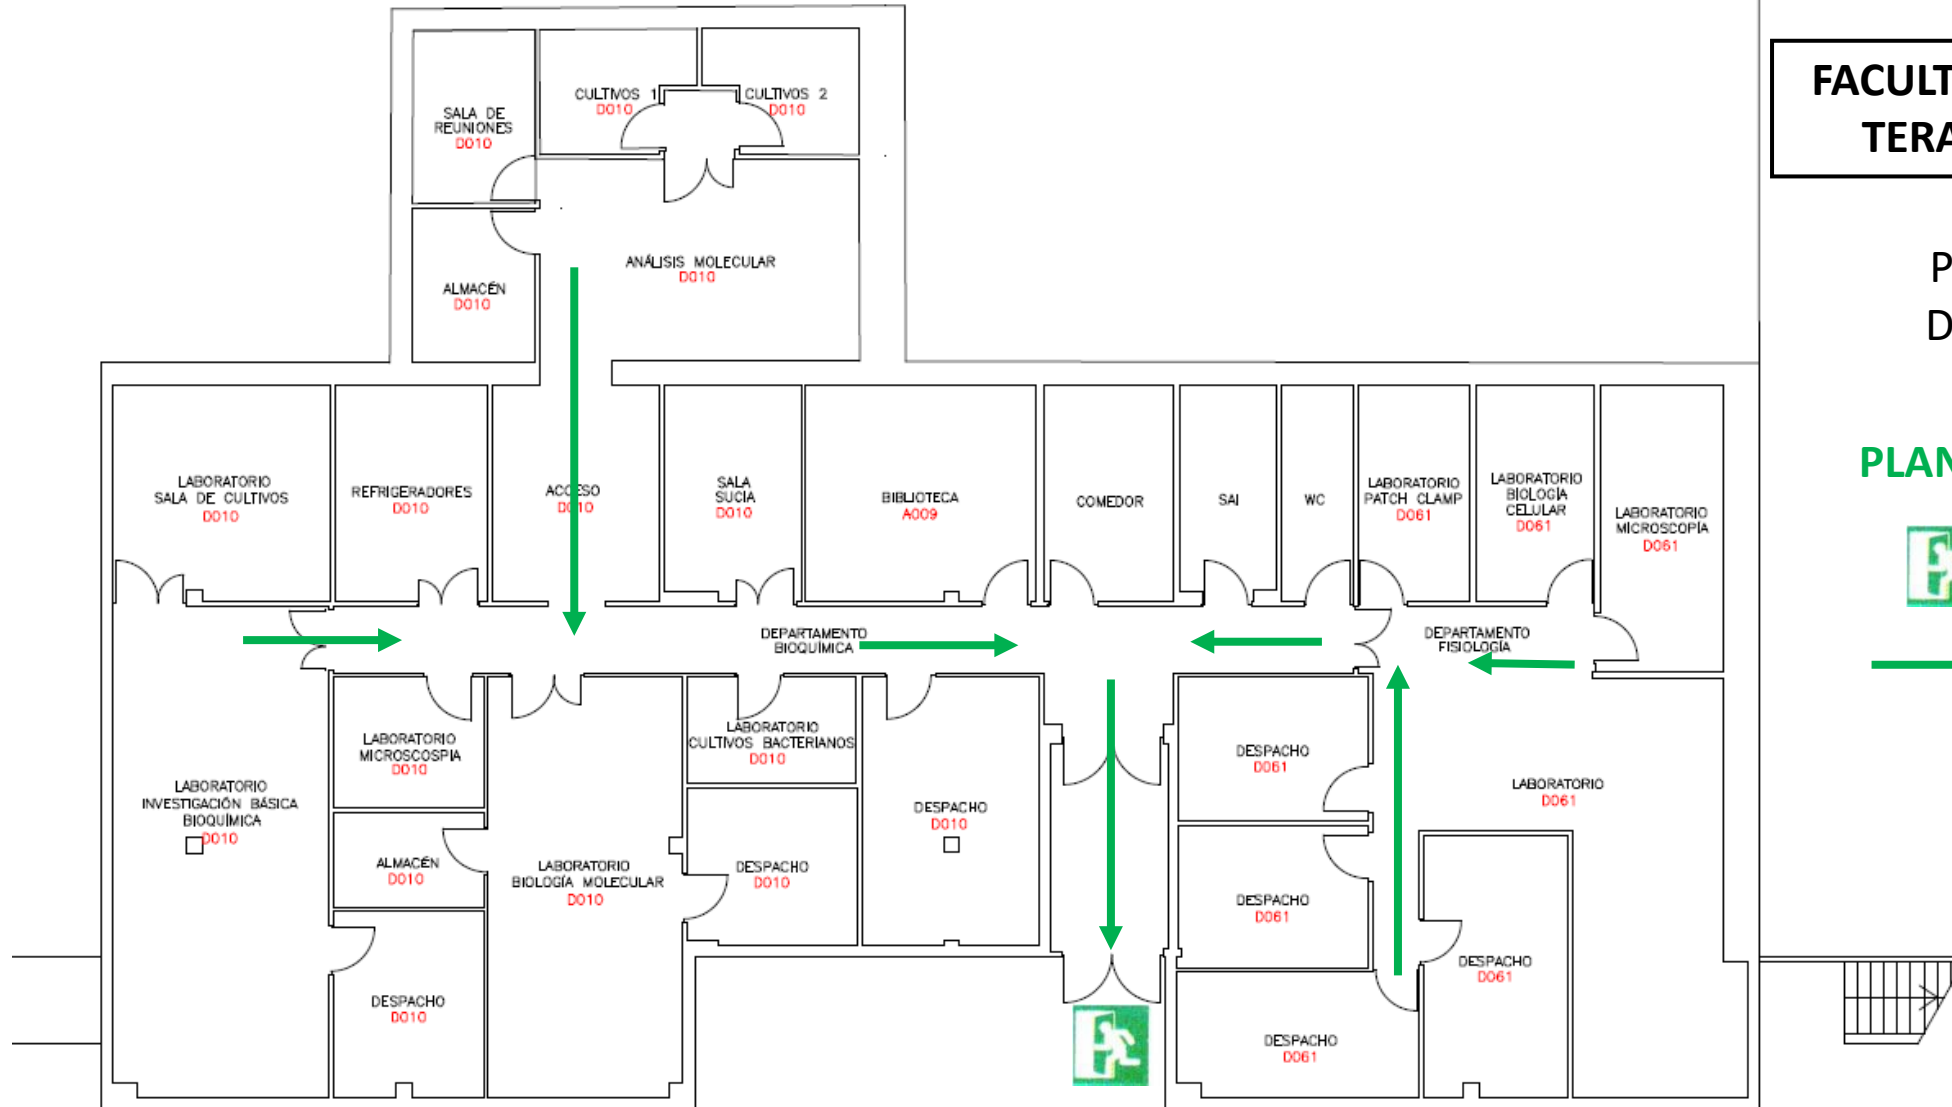 FACULT
TERA
P
D
PLAN
SALA DE
REUNIONES
D010
CULTIVOS 1
D010
CULTIVOS 2
D010
ALMACÉN
D010
ANÁLISIS MOLECULAR
D010
LABORATORIO
SALA DE CULTIVOS
D010
REFRIGERADORES
D010
ACCESO
D010
SALA
SUCIA
D010
BIBLIOTECA
A009
COMEDOR
SAI
WC
LABORATORIO
PATCH CLAMP
D061
LABORATORIO
BIOLOGÍA
CELULAR
D061
LABORATORIO
MICROSCOPÍA
D061
DEPARTAMENTO
BIOQUÍMICA
DEPARTAMENTO
FISIOLOGÍA
LABORATORIO
MICROSCOSPIA
D010
LABORATORIO
CULTIVOS BACTERIANOS
D010
DESPACHO
D061
LABORATORIO
D061
LABORATORIO
INVESTIGACIÓN BÁSICA
BIOQUÍMICA
D010
DESPACHO
D010
ALMACÉN
D010
LABORATORIO
BIOLOGÍA MOLECULAR
D010
DESPACHO
D010
DESPACHO
D061
DESPACHO
D061
DESPACHO
D010
DESPACHO
D061